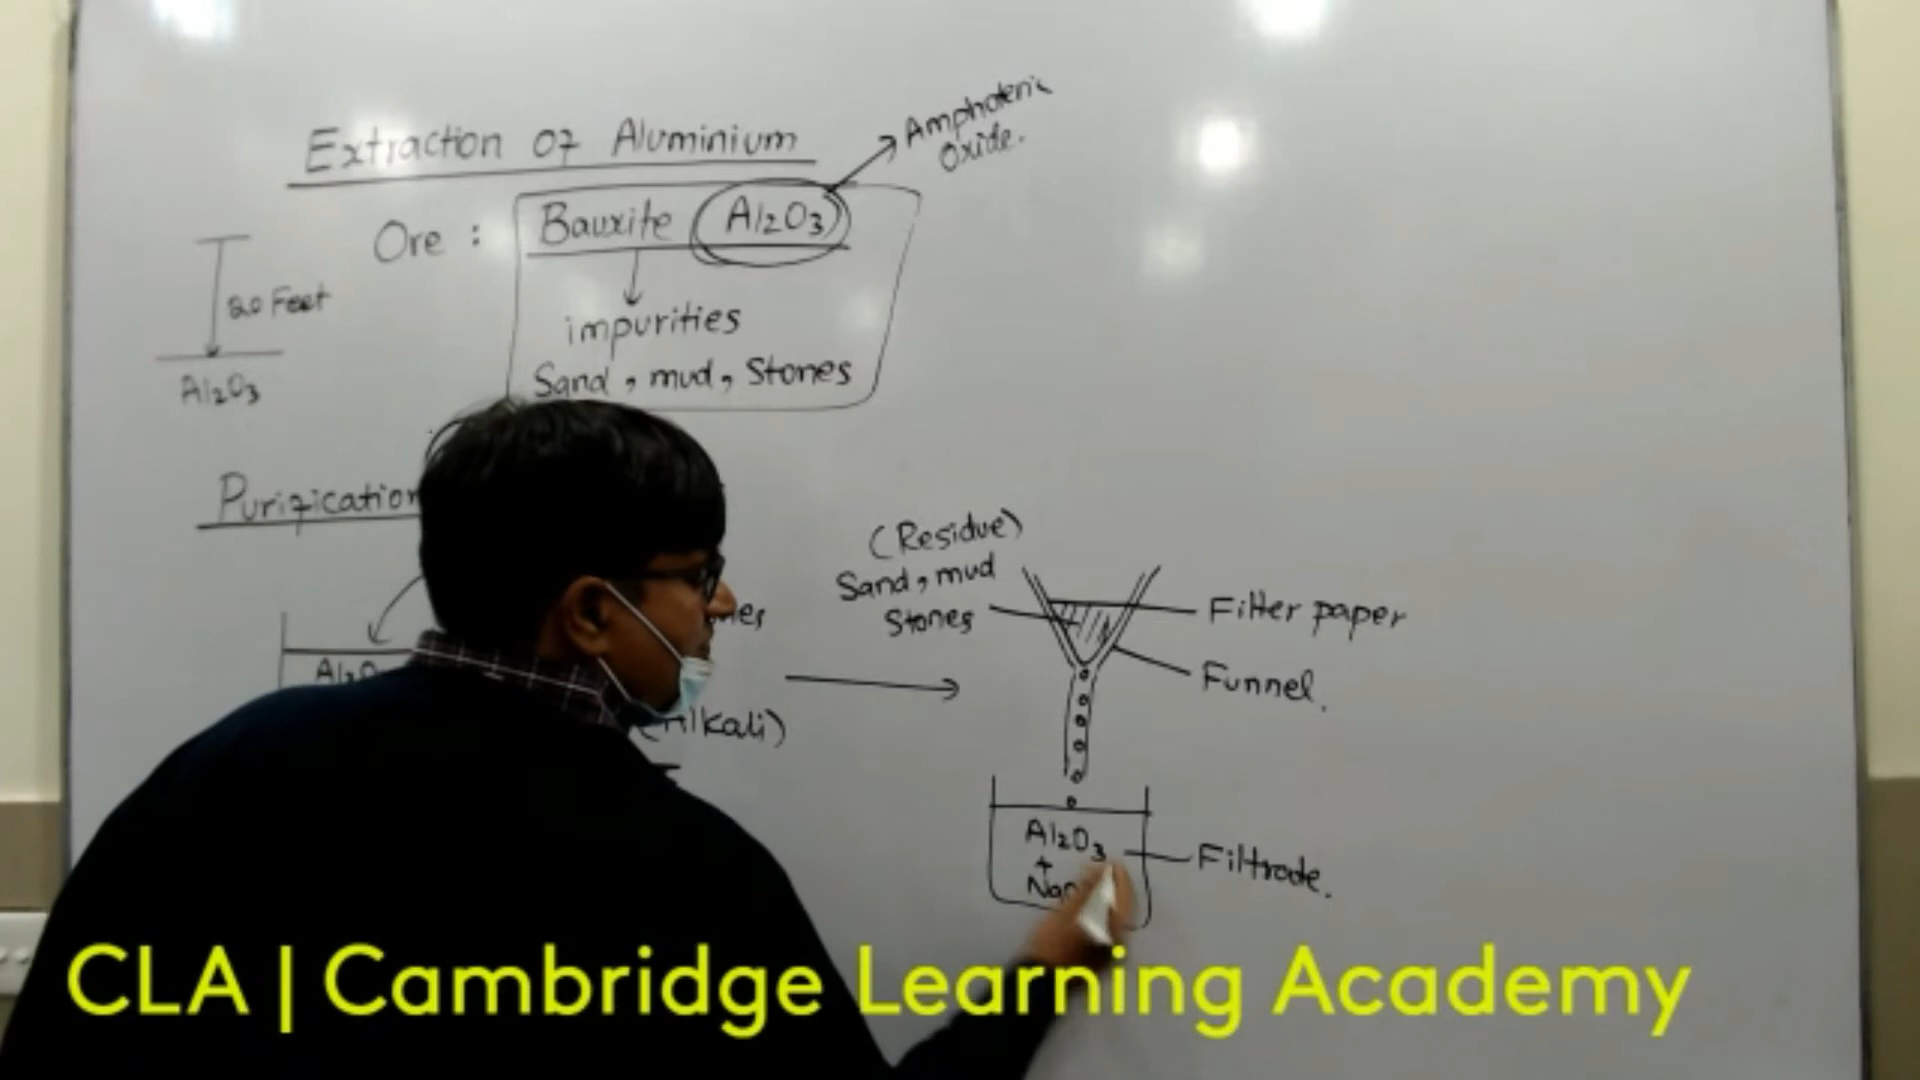 Extraction of Aluminium
Amphoteric
Oxide.
Ore : Bauxite Al2O3
20 Feet
Al2O3
impurities
Sand, mud, Stones
Purification
(Residue)
Sand, mud
Stones
Filter paper
Funnel.
Al2O3
+
Filtrade.
CLA | Cambridge Learning Academy